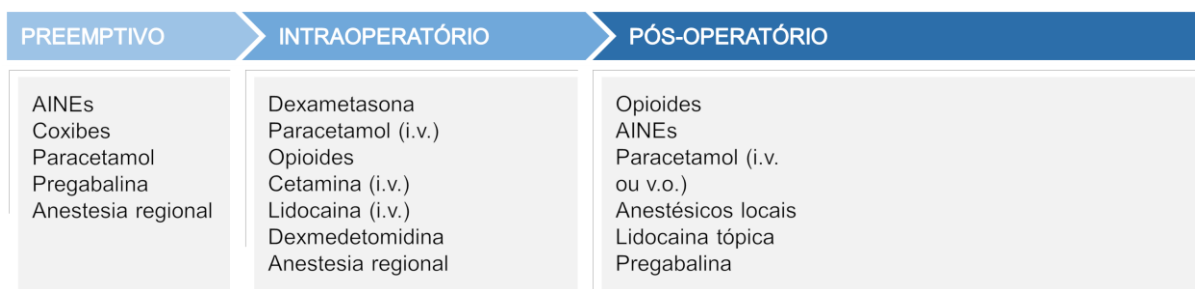 PREEMPTIVO
INTRAOPERATÓRIO
PÓS-OPERATÓRIO
AINEs
Coxibes
Paracetamol
Pregabalina
Anestesia regional
Dexametasona
Paracetamol (i.v.)
Opioides
Cetamina (i.v.)
Lidocaina (i.v.)
Dexmedetomidina
Anestesia regional
Opioides
AINEs
Paracetamol (i.v.
ou v.o.)
Anestésicos locais
Lidocaina tópica
Pregabalina